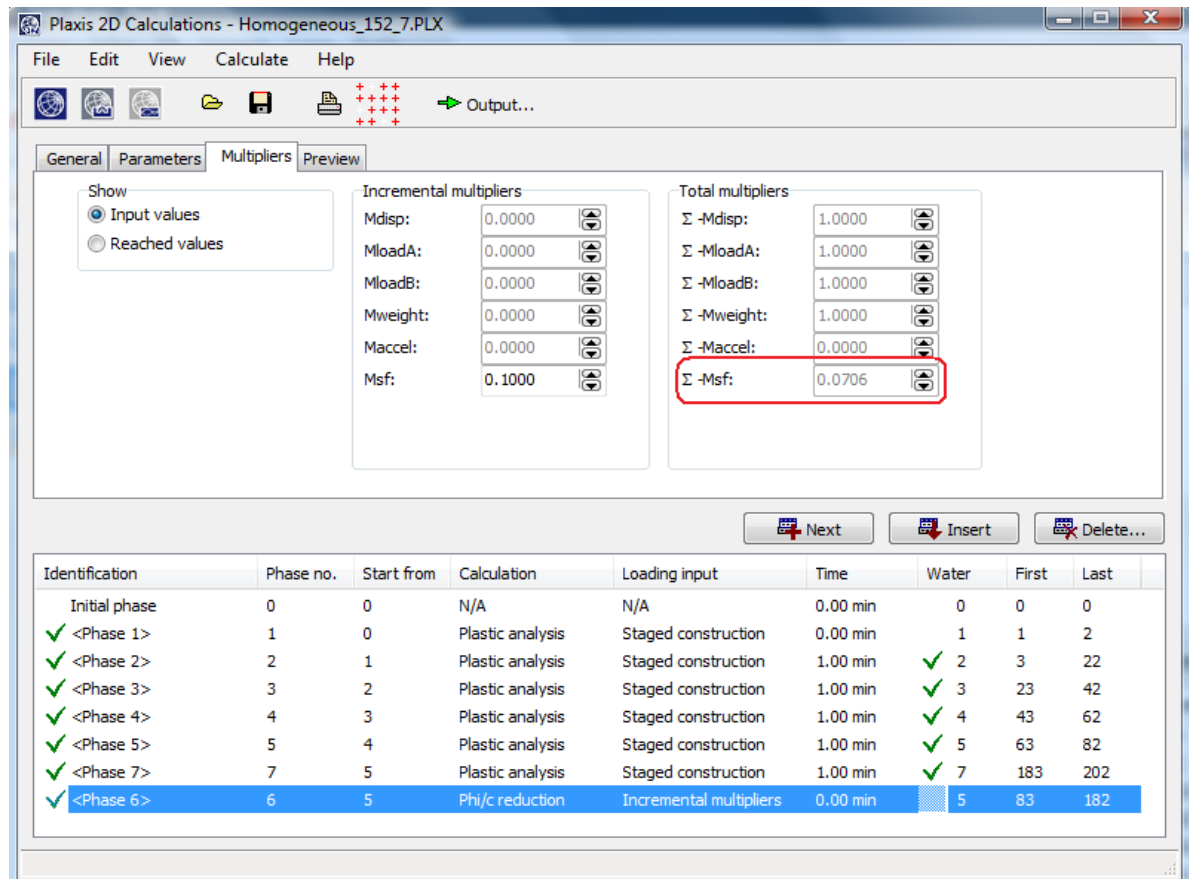 Plaxis 2D Calculations - Homogeneous_152_7.PLX
File Edit View Calculate Help
Output...
General Parameters Multipliers Preview
Show
Input values
Reached values
Incremental multipliers
Mdisp: 0.0000
MloadA: 0.0000
MloadB: 0.0000
Mweight: 0.0000
Maccel: 0.0000
Msf: 0.1000
Total multipliers
Σ -Mdisp: 1.0000
Σ -MloadA: 1.0000
Σ -MloadB: 1.0000
Σ -Mweight: 1.0000
Σ -Maccel: 0.0000
Σ -Msf: 0.0706
Next Insert Delete...
Identification Phase no. Start from Calculation Loading input Time Water First Last
Initial phase 0 0 N/A N/A 0.00 min 0 0 0
<Phase 1> 1 0 Plastic analysis Staged construction 0.00 min 1 1 2
<Phase 2> 2 1 Plastic analysis Staged construction 1.00 min 2 3 22
<Phase 3> 3 2 Plastic analysis Staged construction 1.00 min 3 23 42
<Phase 4> 4 3 Plastic analysis Staged construction 1.00 min 4 43 62
<Phase 5> 5 4 Plastic analysis Staged construction 1.00 min 5 63 82
<Phase 7> 7 5 Plastic analysis Staged construction 1.00 min 7 183 202
<Phase 6> 6 5 Phi/c reduction Incremental multipliers 0.00 min 5 83 182